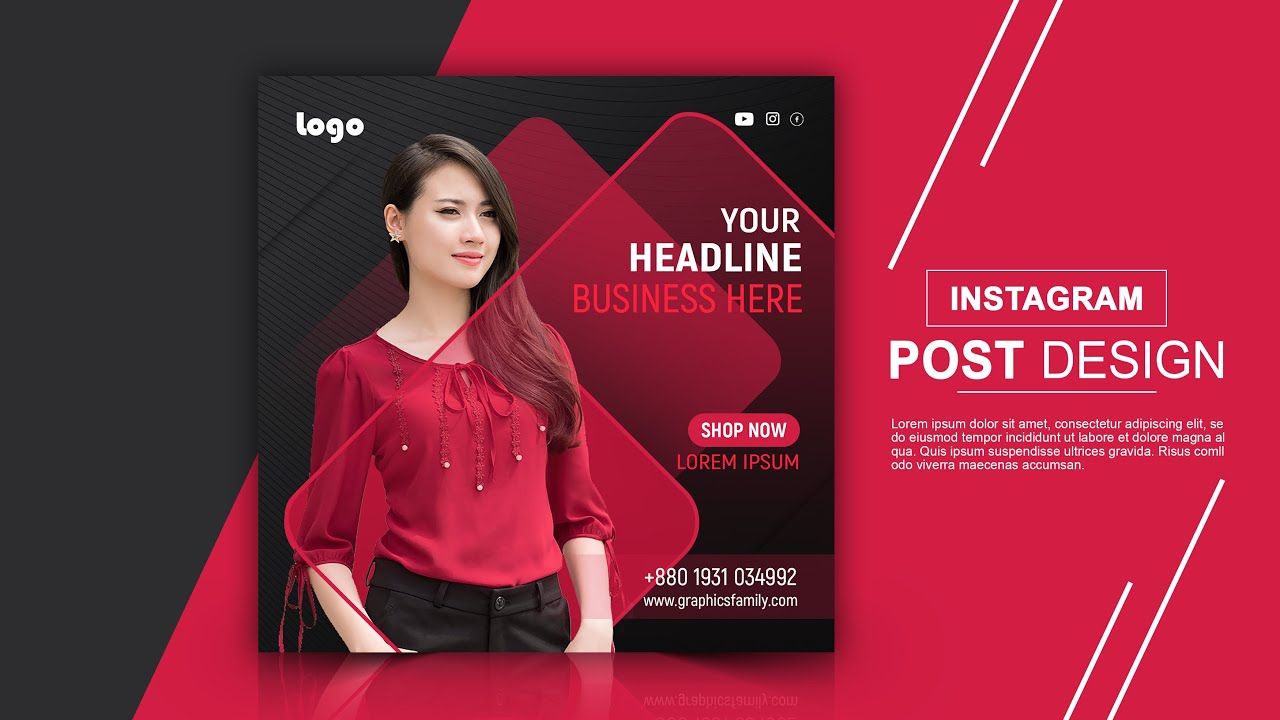 logo
YOUR
HEADLINE
BUSINESS HERE
SHOP NOW
LOREM IPSUM
+880 1931 034992
www.graphicsfamily.com
INSTAGRAM
POST DESIGN
Lorem ipsum dolor sit amet, consectetur adipiscing elit, se
do eiusmod tempor incididunt ut labore et dolore magna al
qua. Quis ipsum suspendisse ultrices gravida. Risus comll
odo viverra maecenas accumsan.